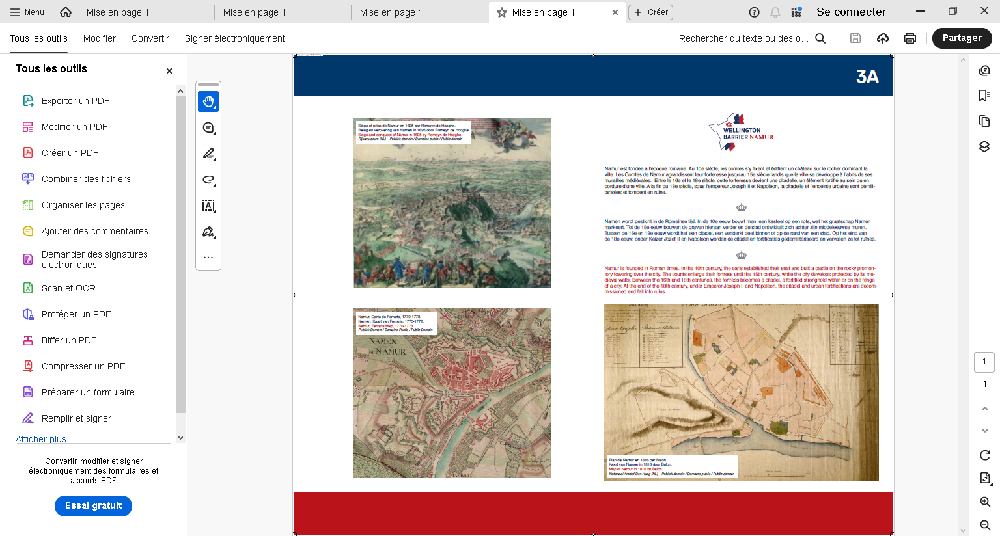 Menu
Mise en page 1
Mise en page 1
Mise en page 1
Mise en page 1
Créer
Se connecter
Tous les outils
Modifier
Convertir
Signer électroniquement
Rechercher du texte ou des o...
Partager
Tous les outils
Exporter un PDF
Modifier un PDF
Créer un PDF
Combiner des fichiers
Organiser les pages
Ajouter des commentaires
Demander des signatures
électroniques
Scan et OCR
Protéger un PDF
Biffer un PDF
Compresser un PDF
Préparer un formulaire
Remplir et signer
Afficher plus
Convertir, modifier et signer
électroniquement des formulaires et
accords PDF
Essai gratuit
3A
Siège et prise de Namur en 1695 par Romeyn de Hooghe.
Beleg en verovering van Namen in 1695 door Romeyn de Hooghe.
Siege and conquest of Namur in 1695 by Romeyn de Hooghe.
Rijksmuseum (NL) – Publiek domein / Domaine public / Public domain
WELLINGTON
BARRIER NAMUR
Namur est fondée à l'époque romaine. Au 10e siècle, les comtes s'y fixent et édifient un château sur le rocher dominant la
ville. Les Comtes de Namur agrandissent leur forteresse jusqu'au 15e siècle tandis que la ville se développe à l'abris de ses
murailles médiévales. Entre le 16e et le 18e siècle, cette forteresse devient une citadelle, un élément fortifié au sein ou en
bordure d'une ville. A la fin du 18e siècle, sous l'empereur Joseph II et Napoléon, la citadelle et l'enceinte urbaine sont démili-
tarisées et tombent en ruine.
Namen wordt gesticht in de Romeinse tijd. In de 10e eeuw bouwt men een kasteel op een rots, wat het graafschap Namen
markeert. Tot de 15e eeuw bouwen de graven hieraan verder en de stad ontwikkelt zich achter zijn middeleeuwse muren.
Tussen de 16e en 18e eeuw wordt het een citadel, een versterkt deel binnen of op de rand van een stad. Op het eind van
de 18e eeuw, onder Keizer Jozef II en Napoleon worden de citadel en fortificaties gedemilitariseerd en vervallen ze tot ruïnes.
Namur is founded in Roman times. In the 10th century, the earls established their seat and built a castle on the rocky promon-
tory towering over the city. The counts enlarge their fortress until the 15th century, while the city develops protected by its me-
dieval walls. Between the 16th and 18th centuries, the fortress becomes a citadel, a fortified stronghold within or on the fringe
of a city. At the end of the 18th century, under Emperor Joseph II and Napoleon, the citadel and urban fortifications are decom-
missioned end fall into ruins.
Namur, Carte de Ferraris, 1770-1778.
Namen, Kaart van Ferraris, 1770-1778.
Namur, Ferraris Map, 1770-1778.
Publiek Domein / Domaine Public / Public Domain
NAMEN
OU NAMUR
JAMBES
Plan de Namur en 1816 par Balon.
Kaart van Namen in 1816 door Balon.
Map of Namur in 1816 by Balon.
Nationaal Archief Den Haag (NL) – Publiek domein / Domaine public / Public domain
1
1